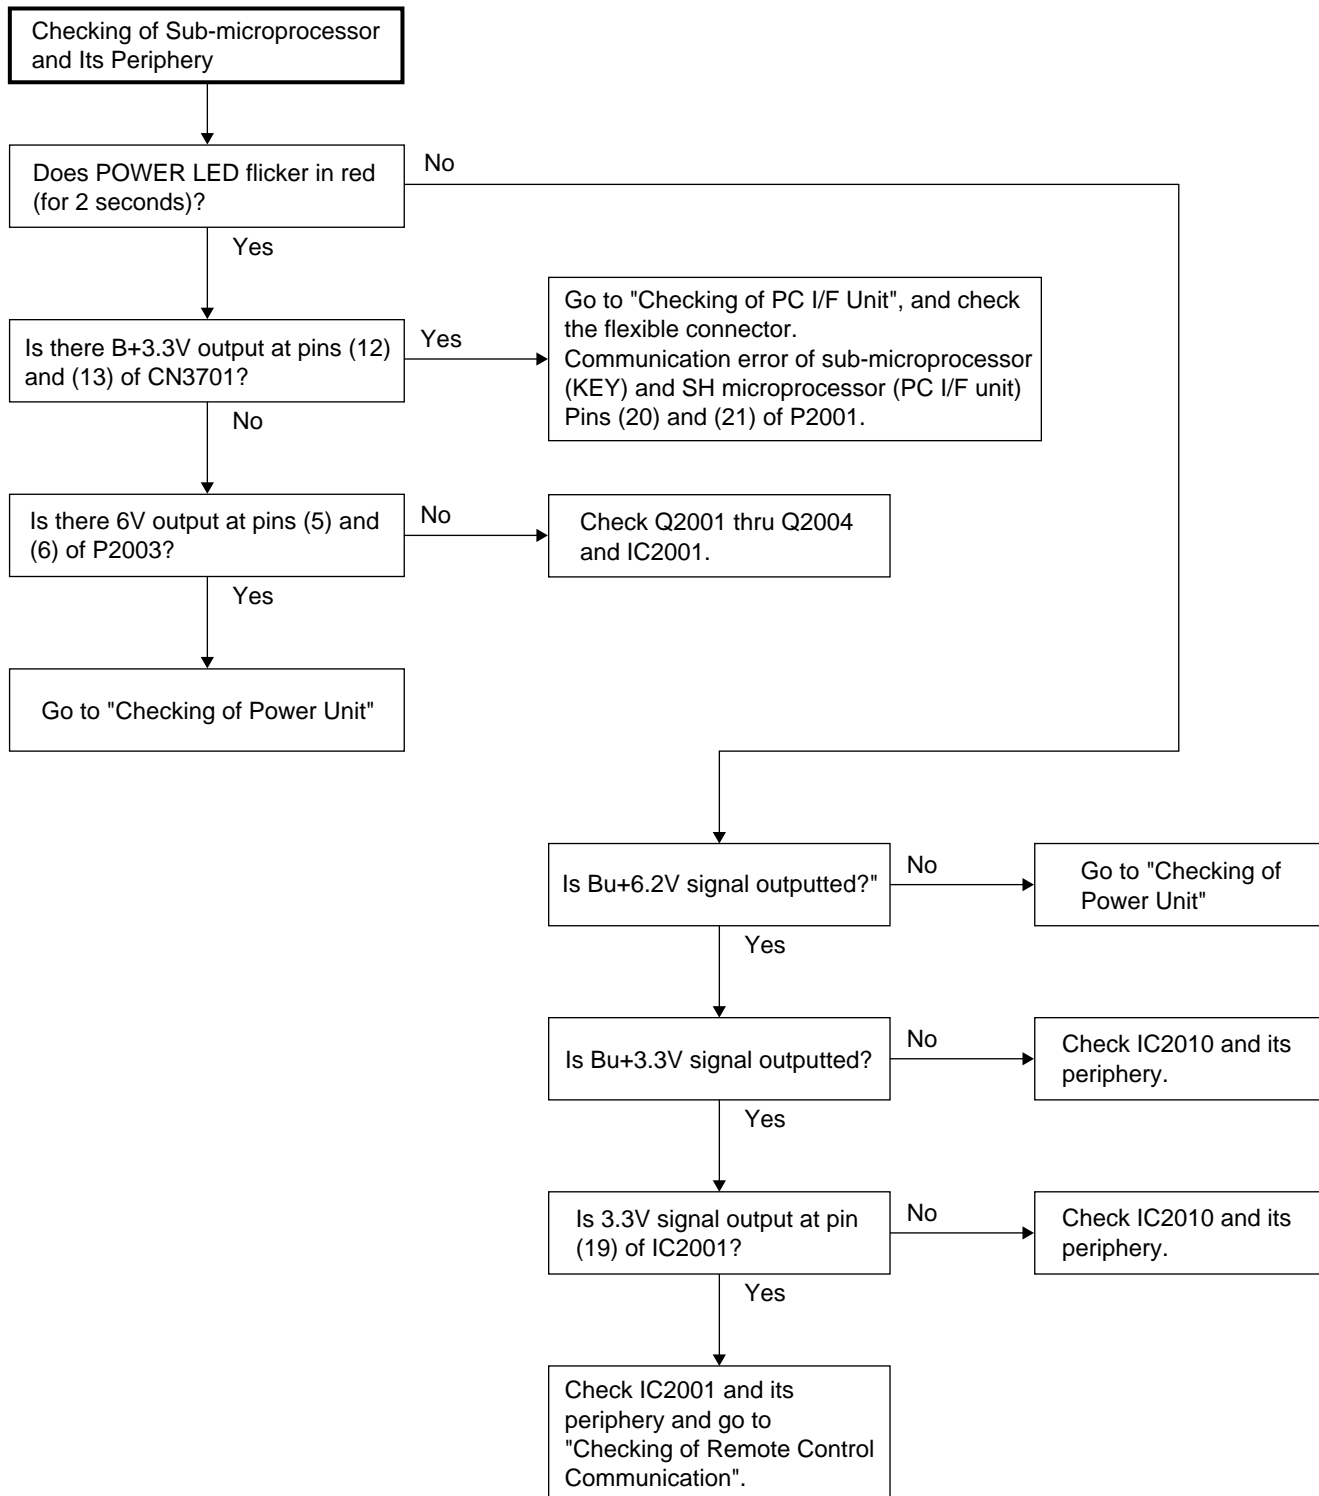 Checking of Sub-microprocessor
and Its Periphery
Does POWER LED flicker in red
(for 2 seconds)?
No
Yes
Is there B+3.3V output at pins (12)
and (13) of CN3701?
Yes
Go to "Checking of PC I/F Unit", and check
the flexible connector.
Communication error of sub-microprocessor
(KEY) and SH microprocessor (PC I/F unit)
Pins (20) and (21) of P2001.
No
Is there 6V output at pins (5) and
(6) of P2003?
No
Check Q2001 thru Q2004
and IC2001.
Yes
Go to "Checking of Power Unit"
Is Bu+6.2V signal outputted?"
No
Go to "Checking of
Power Unit"
Yes
Is Bu+3.3V signal outputted?
No
Check IC2010 and its
periphery.
Yes
Is 3.3V signal output at pin
(19) of IC2001?
No
Check IC2010 and its
periphery.
Yes
Check IC2001 and its
periphery and go to
"Checking of Remote Control
Communication".